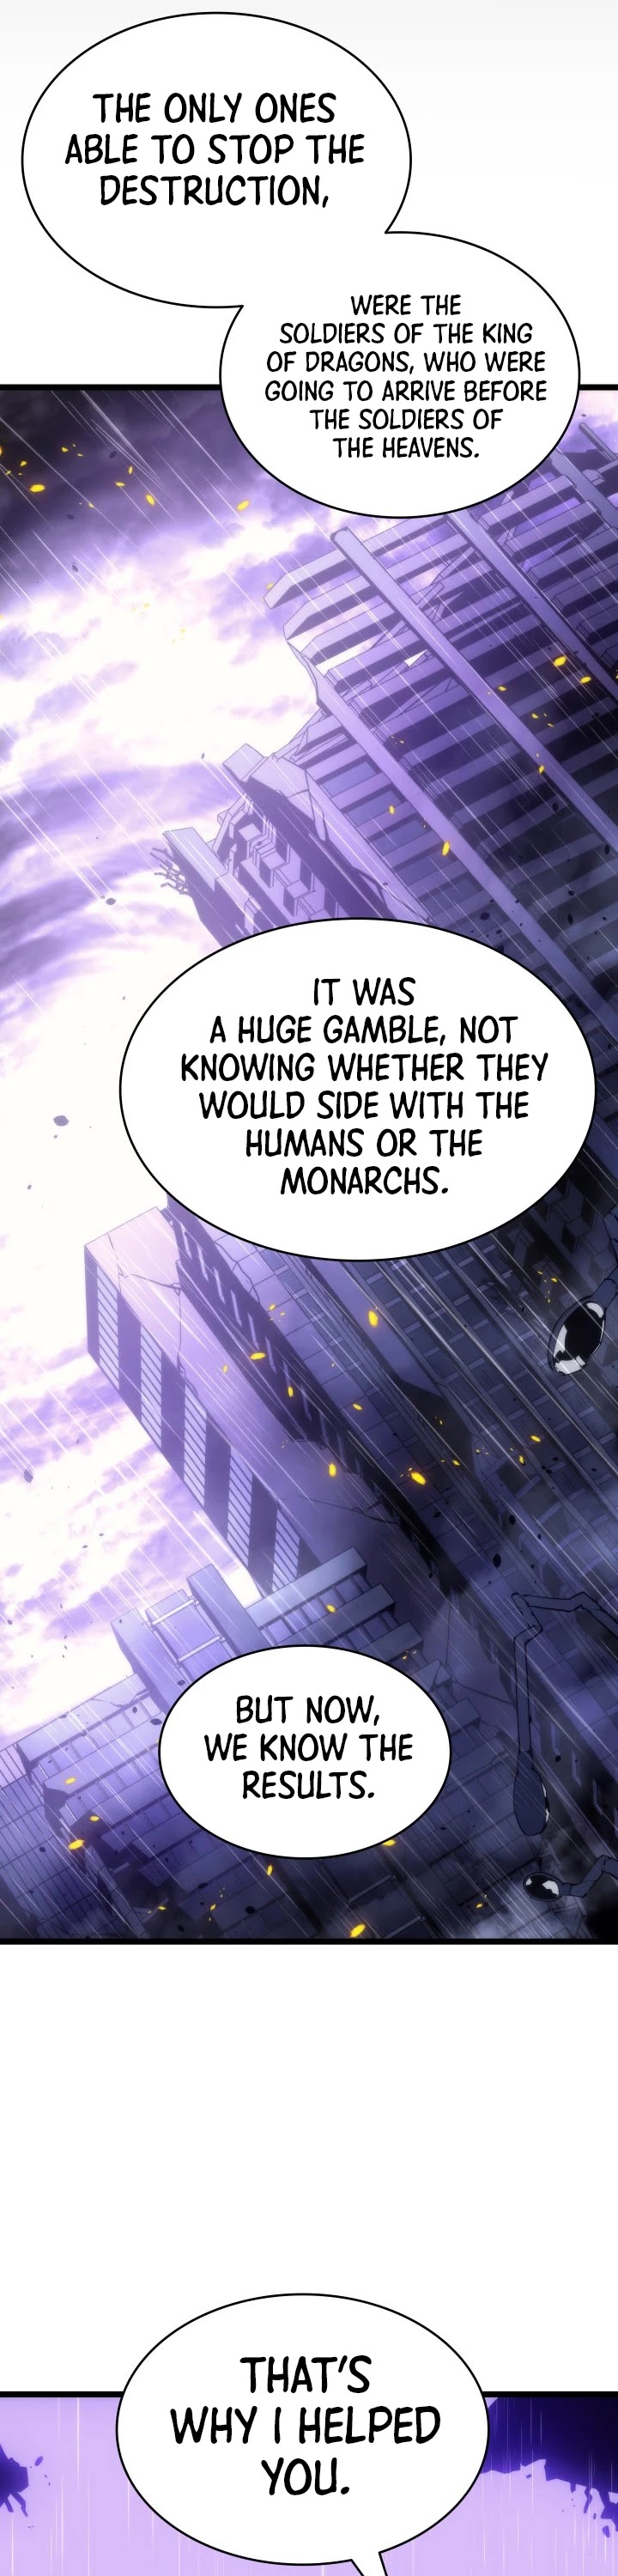 THE ONLY ONES
ABLE TO STOP THE
DESTRUCTION,
WERE THE
SOLDIERS OF THE KING
OF DRAGONS, WHO WERE
GOING TO ARRIVE BEFORE
THE SOLDIERS OF
THE HEAVENS.
IT WAS
A HUGE GAMBLE, NOT
KNOWING WHETHER THEY
WOULD SIDE WITH THE
HUMANS OR THE
MONARCHS.
BUT NOW,
WE KNOW THE
RESULTS.
THAT'S
WHY I HELPED
YOU.